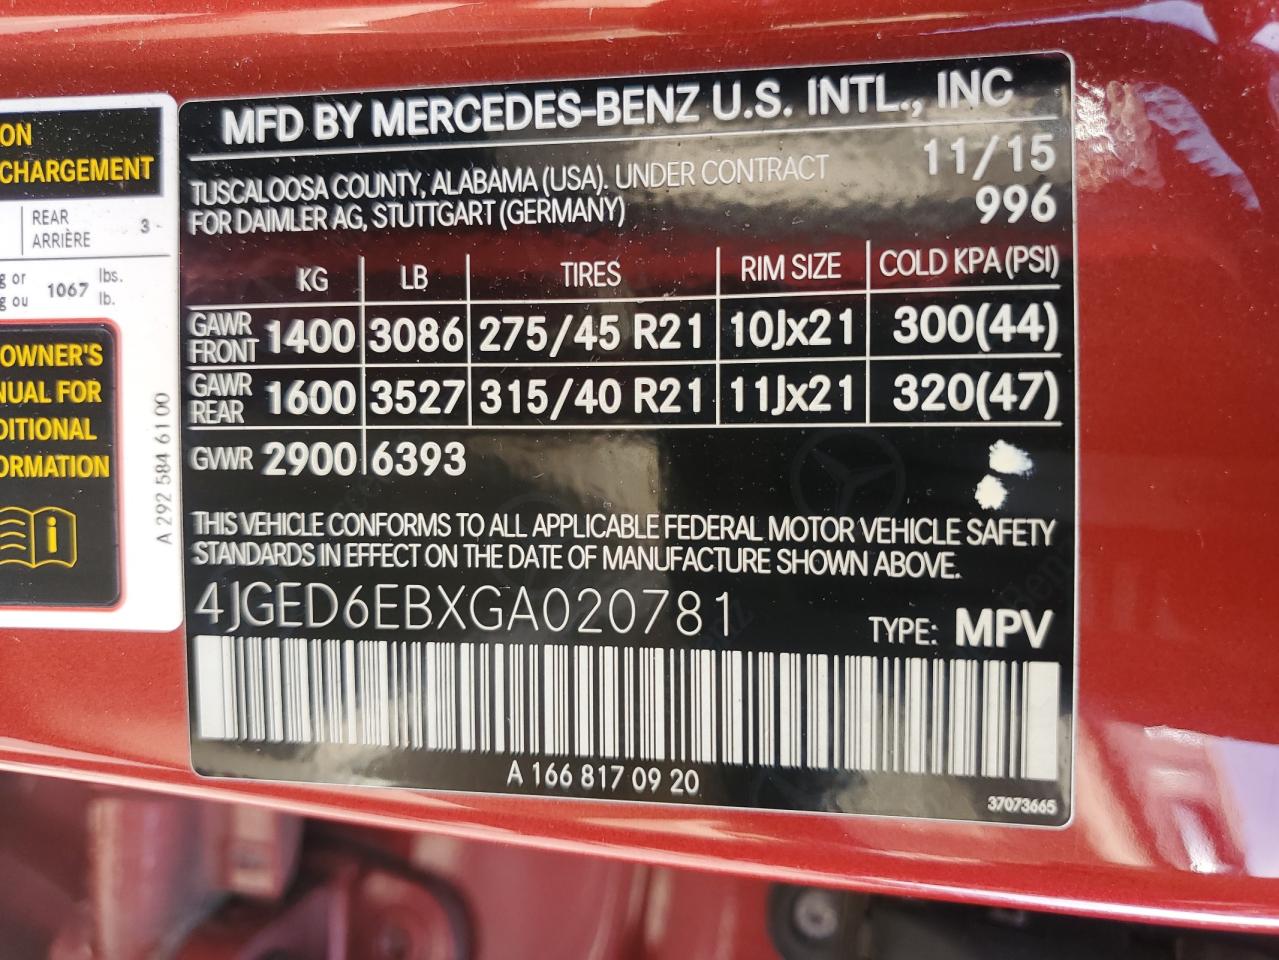 ON
CHARGEMENT
REAR
ARRIÈRE
3
g or 1067 lbs.
g ou lb.
OWNER'S
NUAL FOR
DITIONAL
ORMATION
A 292 584 61 00
MFD BY MERCEDES-BENZ U.S. INTL., INC
TUSCALOOSA COUNTY, ALABAMA (USA). UNDER CONTRACT 11/15
FOR DAIMLER AG, STUTTGART (GERMANY) 996
KG LB TIRES RIM SIZE COLD KPA (PSI)
GAWR FRONT 1400 3086 275/45 R21 10Jx21 300(44)
GAWR REAR 1600 3527 315/40 R21 11Jx21 320(47)
GVWR 2900 6393
THIS VEHICLE CONFORMS TO ALL APPLICABLE FEDERAL MOTOR VEHICLE SAFETY
STANDARDS IN EFFECT ON THE DATE OF MANUFACTURE SHOWN ABOVE.
4JGED6EBXGA020781 TYPE: MPV
A 166 817 09 20
37073665